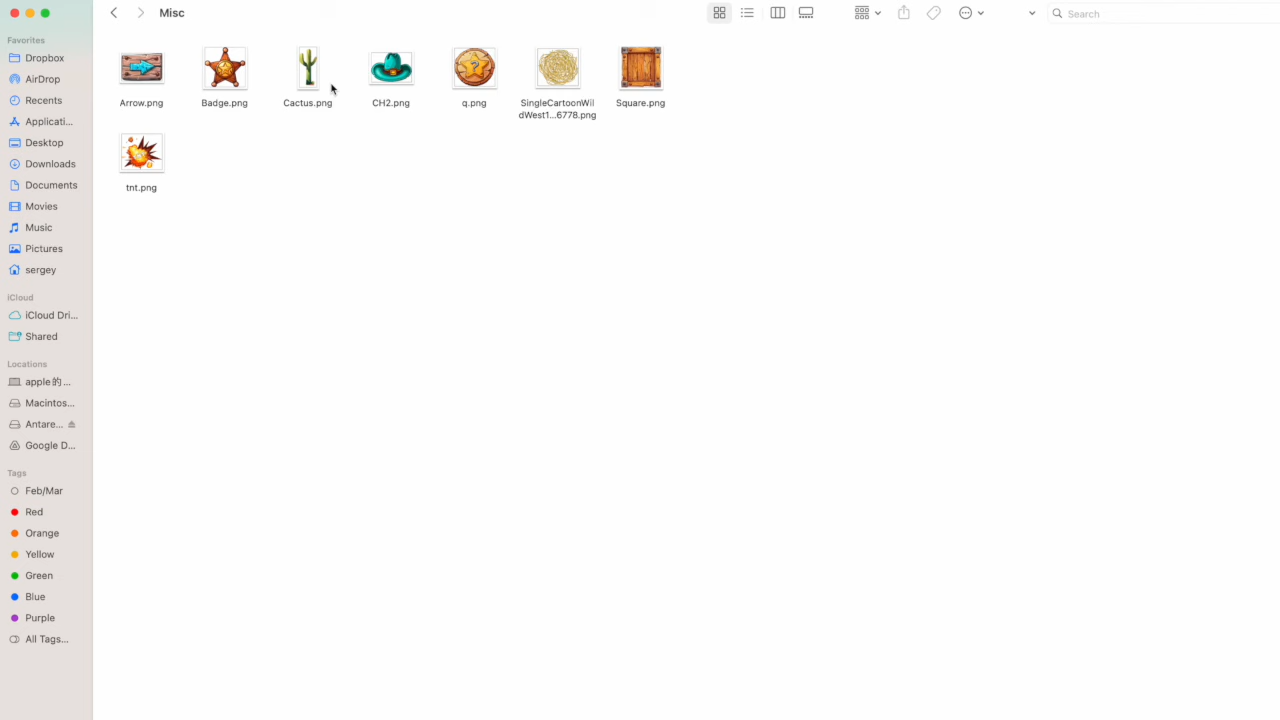 Misc
Search
Favorites
Dropbox
AirDrop
Recents
Applicati...
Desktop
Downloads
Documents
Movies
Music
Pictures
sergey
iCloud
iCloud Dri...
Shared
Locations
apple的 ...
Macintos...
Antare...
Google D...
Tags
Feb/Mar
Red
Orange
Yellow
Green
Blue
Purple
All Tags...
Arrow.png
Badge.png
Cactus.png
CH2.png
q.png
SingleCartoonWil
dWest1...6778.png
Square.png
tnt.png